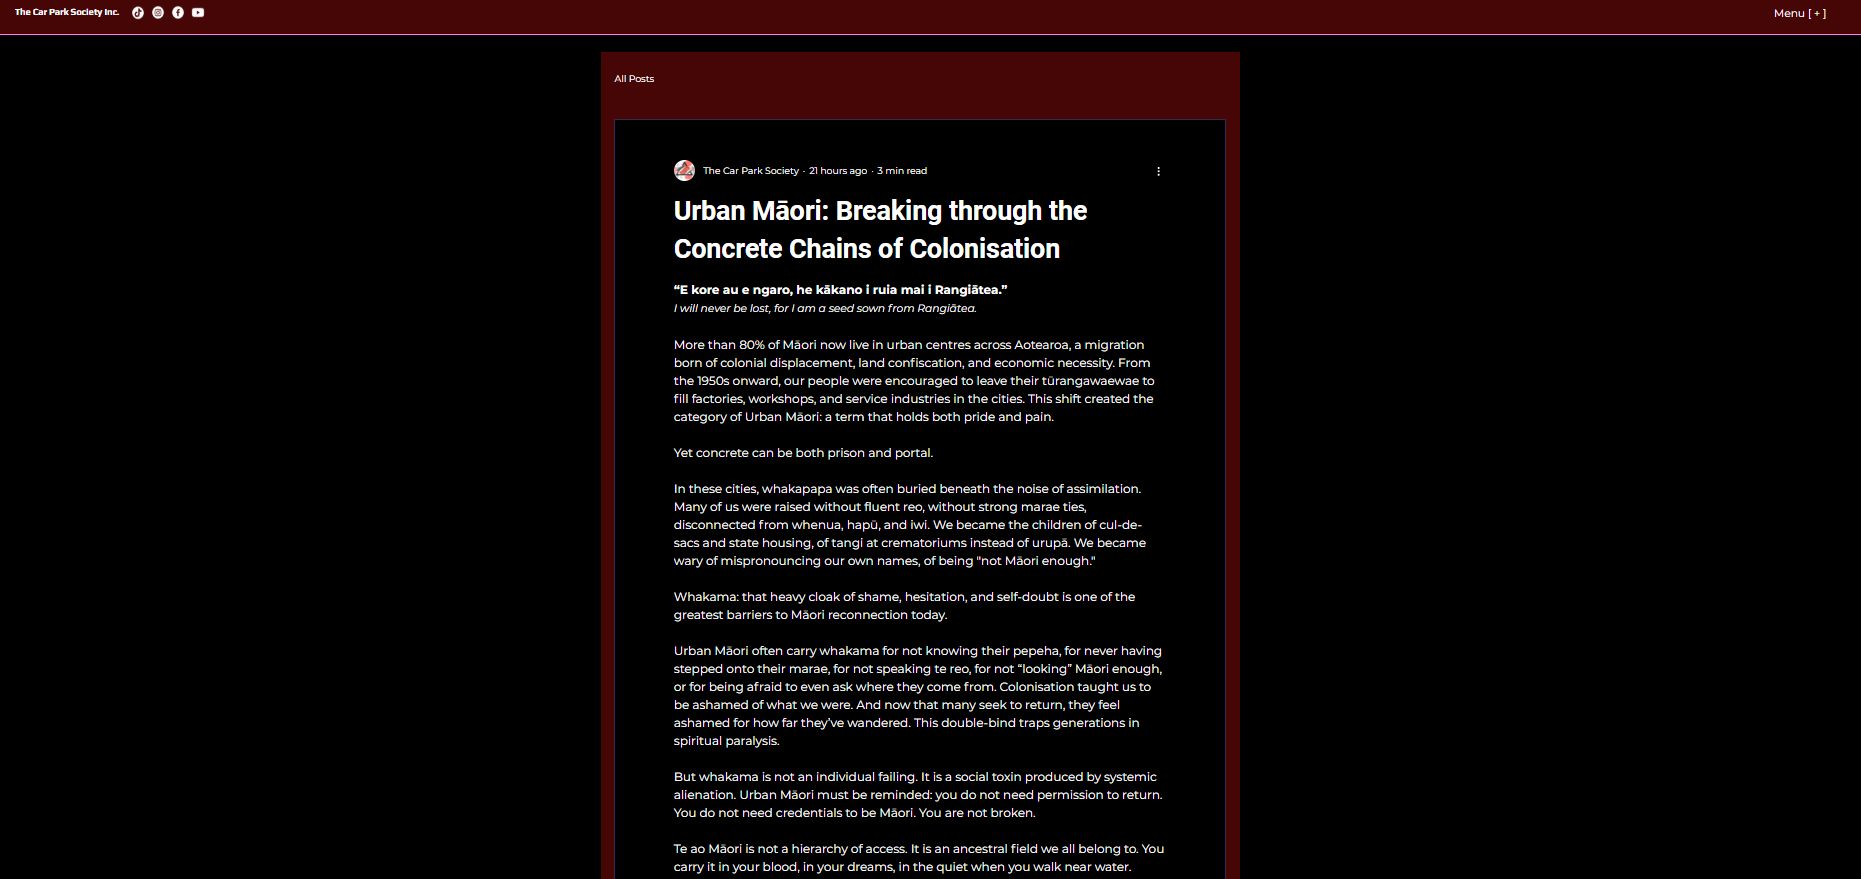 The Car Park Society Inc.
Menu [ + ]
All Posts
The Car Park Society · 21 hours ago · 3 min read
Urban Māori: Breaking through the
Concrete Chains of Colonisation
“E kore au e ngaro, he kākano i ruia mai i Rangiātea.”
I will never be lost, for I am a seed sown from Rangiātea.
More than 80% of Māori now live in urban centres across Aotearoa, a migration
born of colonial displacement, land confiscation, and economic necessity. From
the 1950s onward, our people were encouraged to leave their tūrangawaewae to
fill factories, workshops, and service industries in the cities. This shift created the
category of Urban Māori: a term that holds both pride and pain.
Yet concrete can be both prison and portal.
In these cities, whakapapa was often buried beneath the noise of assimilation.
Many of us were raised without fluent reo, without strong marae ties,
disconnected from whenua, hapū, and iwi. We became the children of cul-de-
sacs and state housing, of tangi at crematoriums instead of urupā. We became
wary of mispronouncing our own names, of being "not Māori enough."
Whakama: that heavy cloak of shame, hesitation, and self-doubt is one of the
greatest barriers to Māori reconnection today.
Urban Māori often carry whakama for not knowing their pepeha, for never having
stepped onto their marae, for not speaking te reo, for not “looking” Māori enough,
or for being afraid to even ask where they come from. Colonisation taught us to
be ashamed of what we were. And now that many seek to return, they feel
ashamed for how far they’ve wandered. This double-bind traps generations in
spiritual paralysis.
But whakama is not an individual failing. It is a social toxin produced by systemic
alienation. Urban Māori must be reminded: you do not need permission to return.
You do not need credentials to be Māori. You are not broken.
Te ao Māori is not a hierarchy of access. It is an ancestral field we all belong to. You
carry it in your blood, in your dreams, in the quiet when you walk near water.